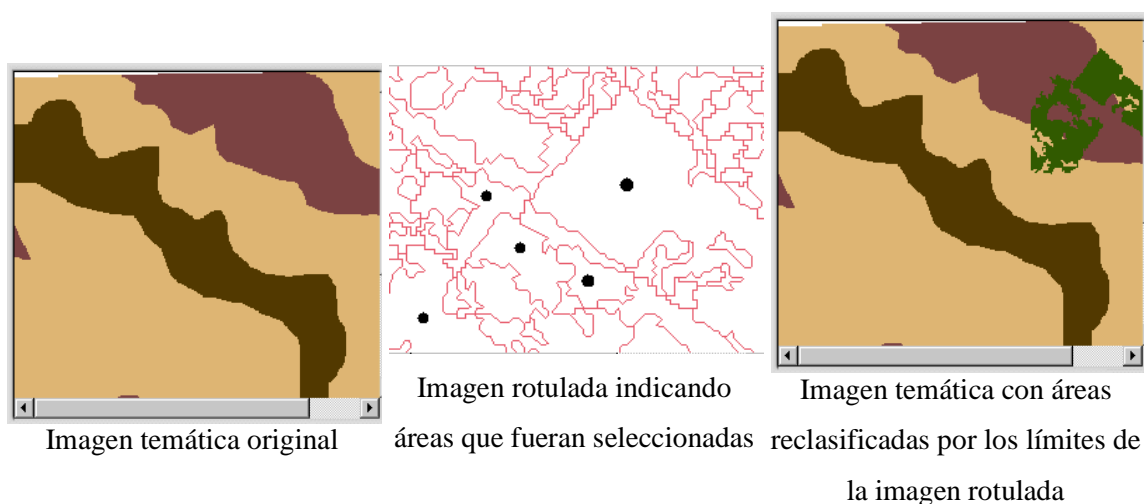 Imagen temática original
Imagen rotulada indicando
áreas que fueran seleccionadas
Imagen temática con áreas
reclasificadas por los límites de
la imagen rotulada